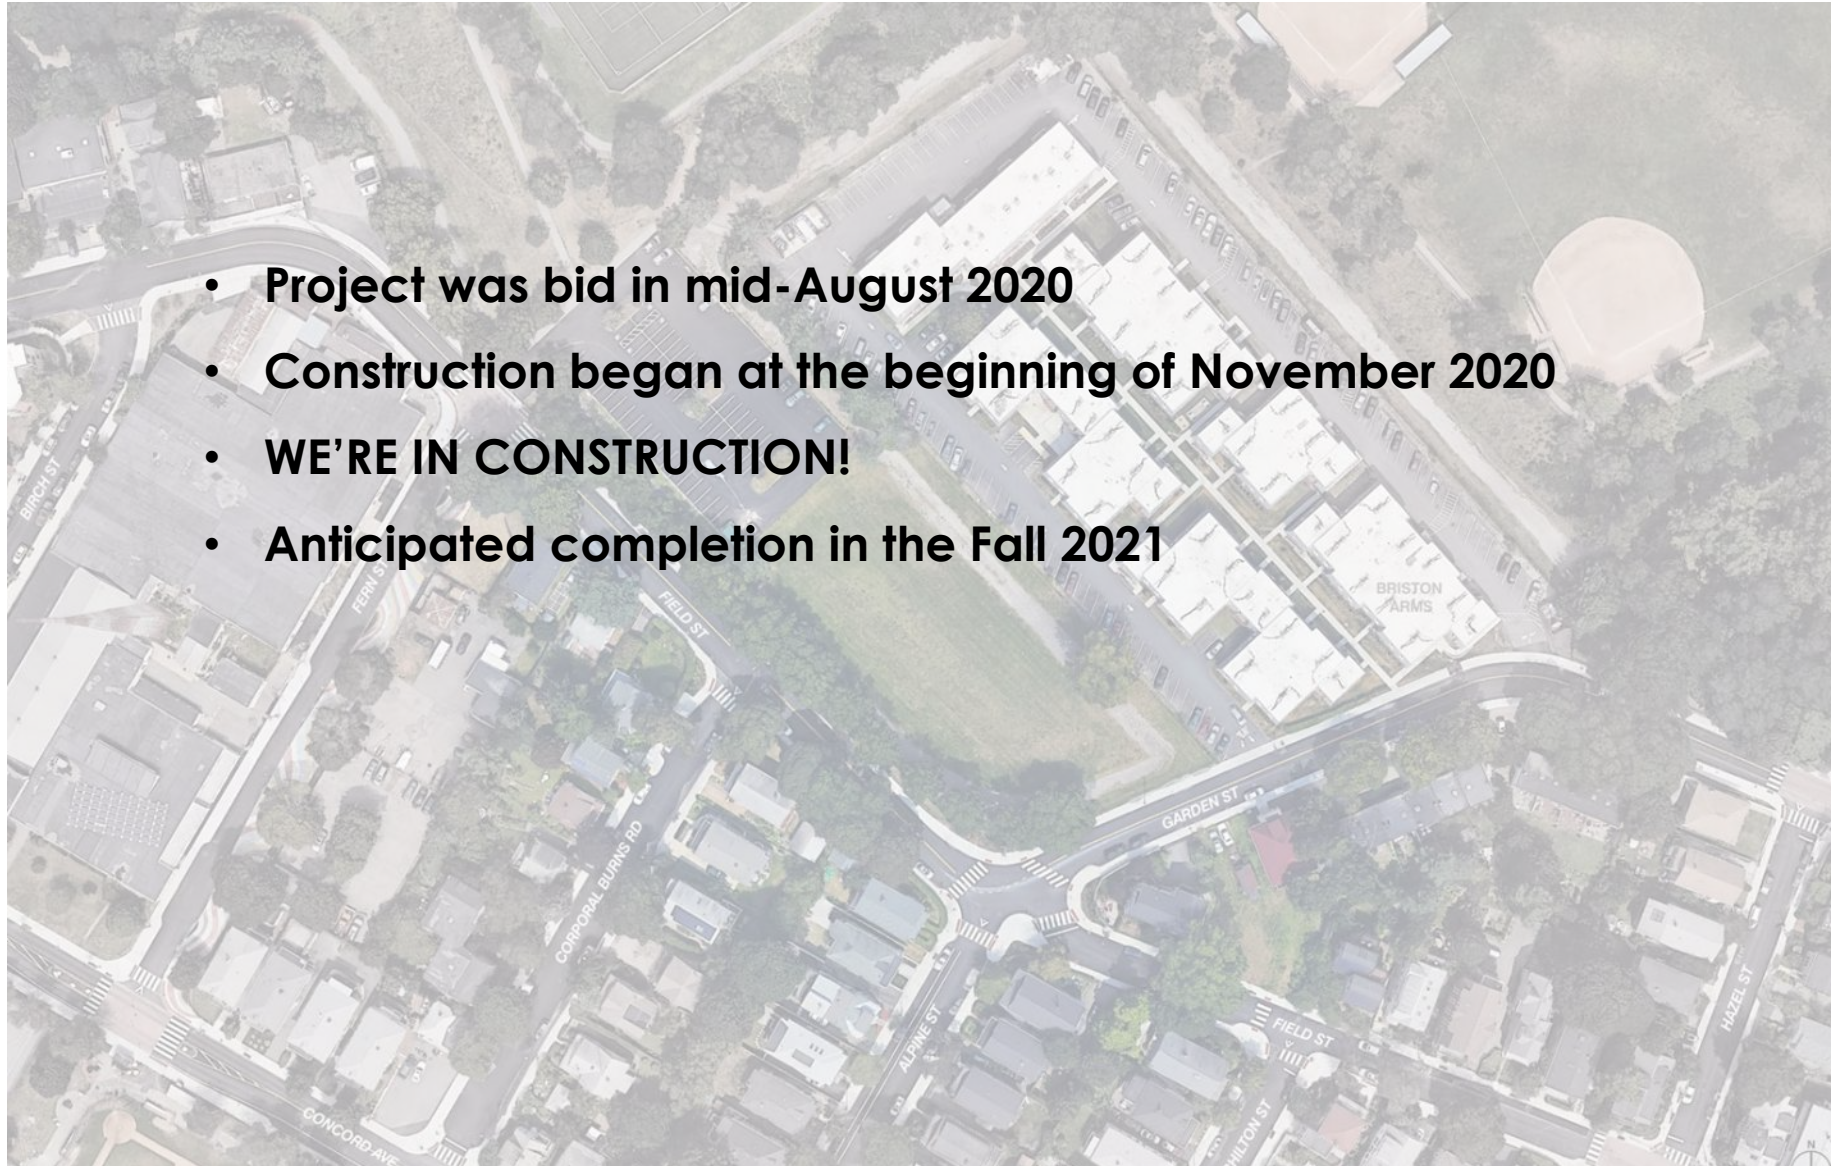 • Project was bid in mid-August 2020
• Construction began at the beginning of November 2020
• WE’RE IN CONSTRUCTION!
• Anticipated completion in the Fall 2021
BIRCH ST
FERN ST
FIELD ST
BRISTON
ARMS
GARDEN ST
CORPORAL BURNS RD
ALPINE ST
FIELD ST
HAZEL ST
CONCORD AVE
CHILTON ST
N